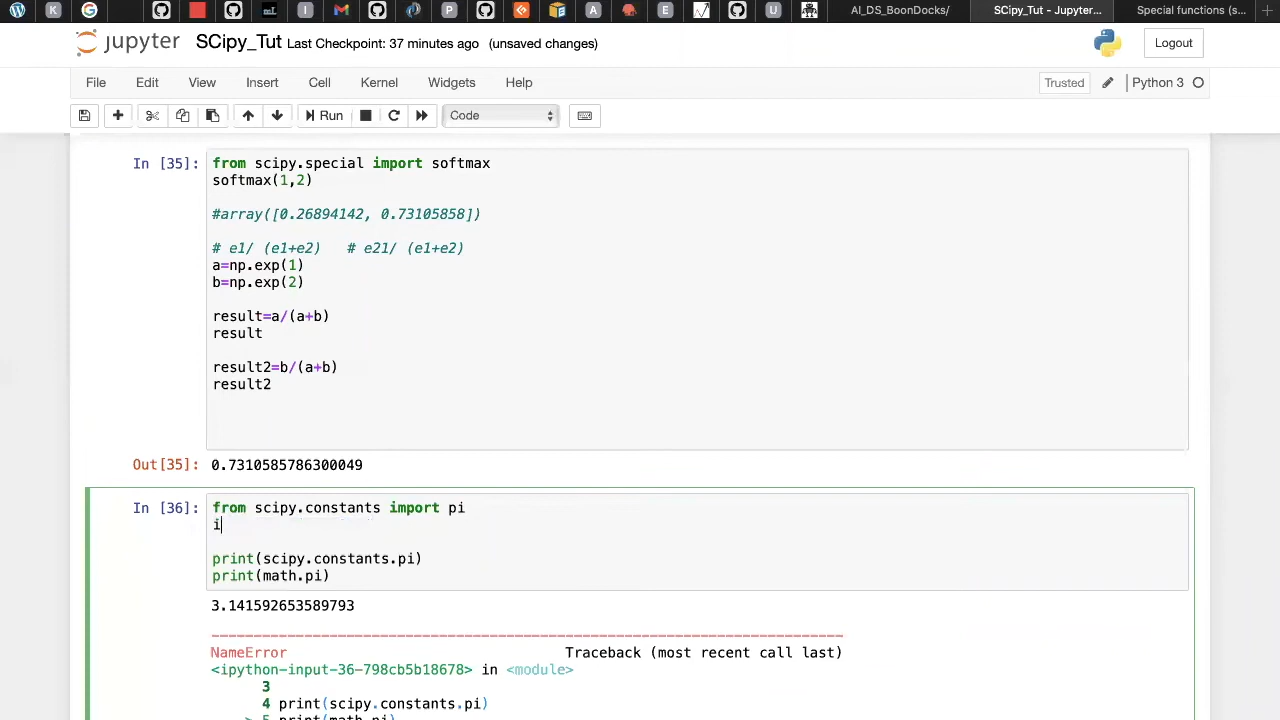 AI_DS_BoonDocks/
SCipy_Tut - Jupyter...
Special functions (s...
jupyter SCipy_Tut Last Checkpoint: 37 minutes ago (unsaved changes)
Logout
File Edit View Insert Cell Kernel Widgets Help
Trusted
Python 3
Run
Code
In [35]: from scipy.special import softmax
softmax(1,2)
#array([0.26894142, 0.73105858])
# e1/ (e1+e2)   # e21/ (e1+e2)
a=np.exp(1)
b=np.exp(2)
result=a/(a+b)
result
result2=b/(a+b)
result2
Out[35]: 0.7310585786300049
In [36]: from scipy.constants import pi
i
print(scipy.constants.pi)
print(math.pi)
3.141592653589793
NameError Traceback (most recent call last)
<ipython-input-36-798cb5b18678> in <module>
3
4 print(scipy.constants.pi)
> 5 print(math.pi)